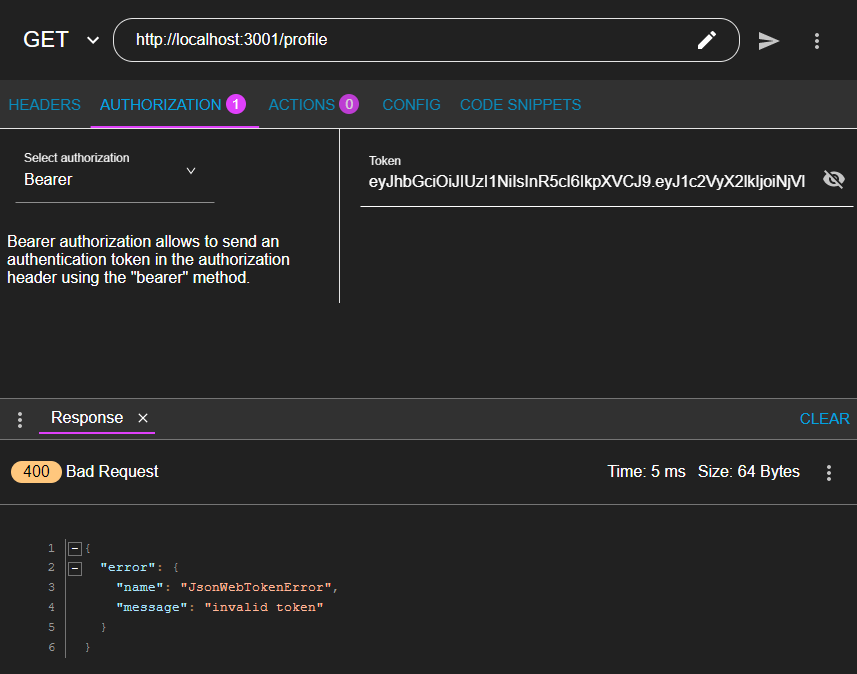 GET http://localhost:3001/profile
HEADERS AUTHORIZATION 1 ACTIONS 0 CONFIG CODE SNIPPETS
Select authorization
Bearer
Token
eyJhbGciOiJIUzI1NiIsInR5cI6IkpXVCJ9.eyJ1c2VyX2lkIjoiNjVl
Bearer authorization allows to send an
authentication token in the authorization
header using the "bearer" method.
Response CLEAR
400 Bad Request Time: 5 ms Size: 64 Bytes
1 {
2 "error": {
3 "name": "JsonWebTokenError",
4 "message": "invalid token"
5 }
6 }